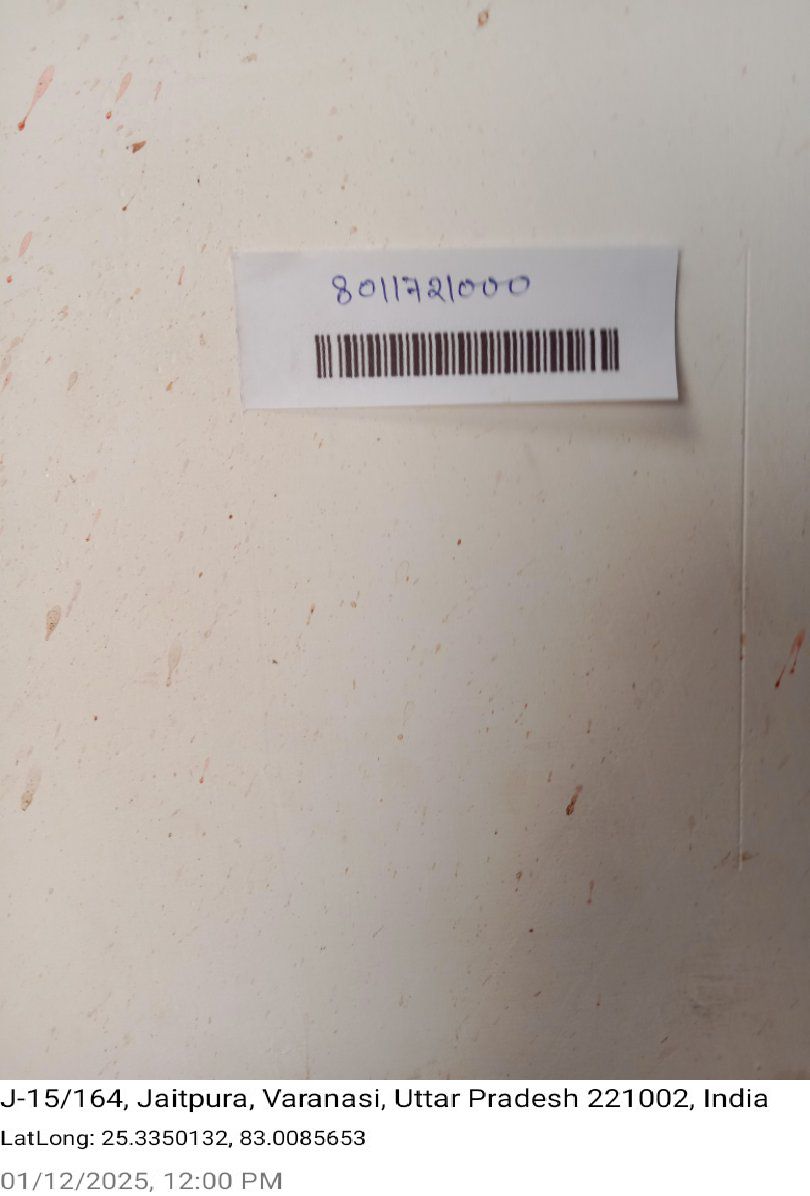 8011721000
J-15/164, Jaitpura, Varanasi, Uttar Pradesh 221002, India
LatLong: 25.3350132, 83.0085653
01/12/2025, 12:00 PM